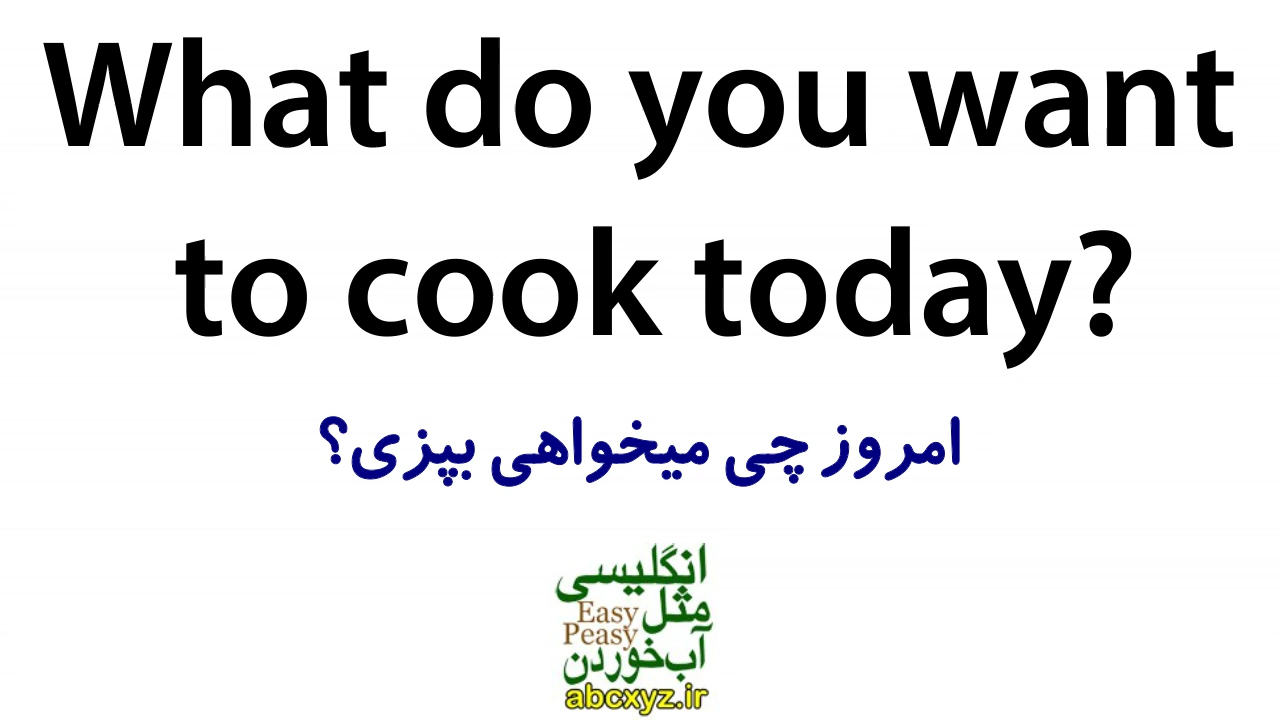 What do you want
to cook today?
امروز چی میخواهی بپزی؟
انگلیسی
مثل
Easy
Peasy
آب‌خوردن
abcxyz.ir